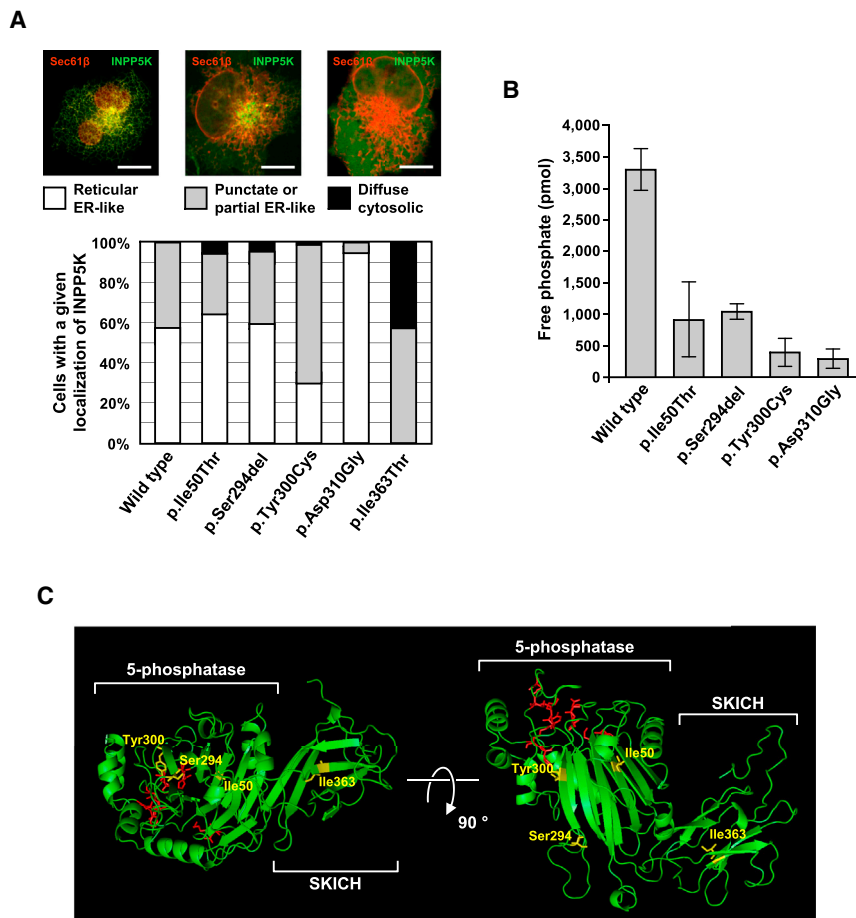 A
Sec61β INPP5K
Sec61β INPP5K
Sec61β INPP5K
Reticular
ER-like
Punctate or
partial ER-like
Diffuse
cytosolic
Cells with a given
localization of INPP5K
100%
80%
60%
40%
20%
0%
Wild type
p.Ile50Thr
p.Ser294del
p.Tyr300Cys
p.Asp310Gly
p.Ile363Thr
B
Free phosphate (pmol)
4,000
3,500
3,000
2,500
2,000
1,500
1,000
500
0
Wild type
p.Ile50Thr
p.Ser294del
p.Tyr300Cys
p.Asp310Gly
C
5-phosphatase
Tyr300
Ser294
Ile50
Ile363
SKICH
90 °
5-phosphatase
SKICH
Tyr300
Ile50
Ser294
Ile363